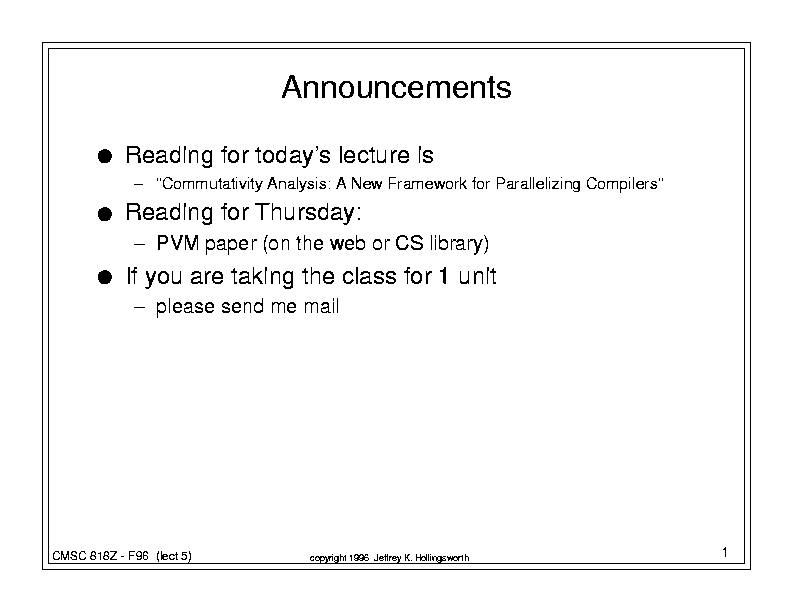 Announcements
● Reading for today's lecture is
– "Commutativity Analysis: A New Framework for Parallelizing Compilers"
● Reading for Thursday:
– PVM paper (on the web or CS library)
● If you are taking the class for 1 unit
– please send me mail
CMSC 818Z - F96 (lect 5)
copyright 1996 Jeffrey K. Hollingsworth
1